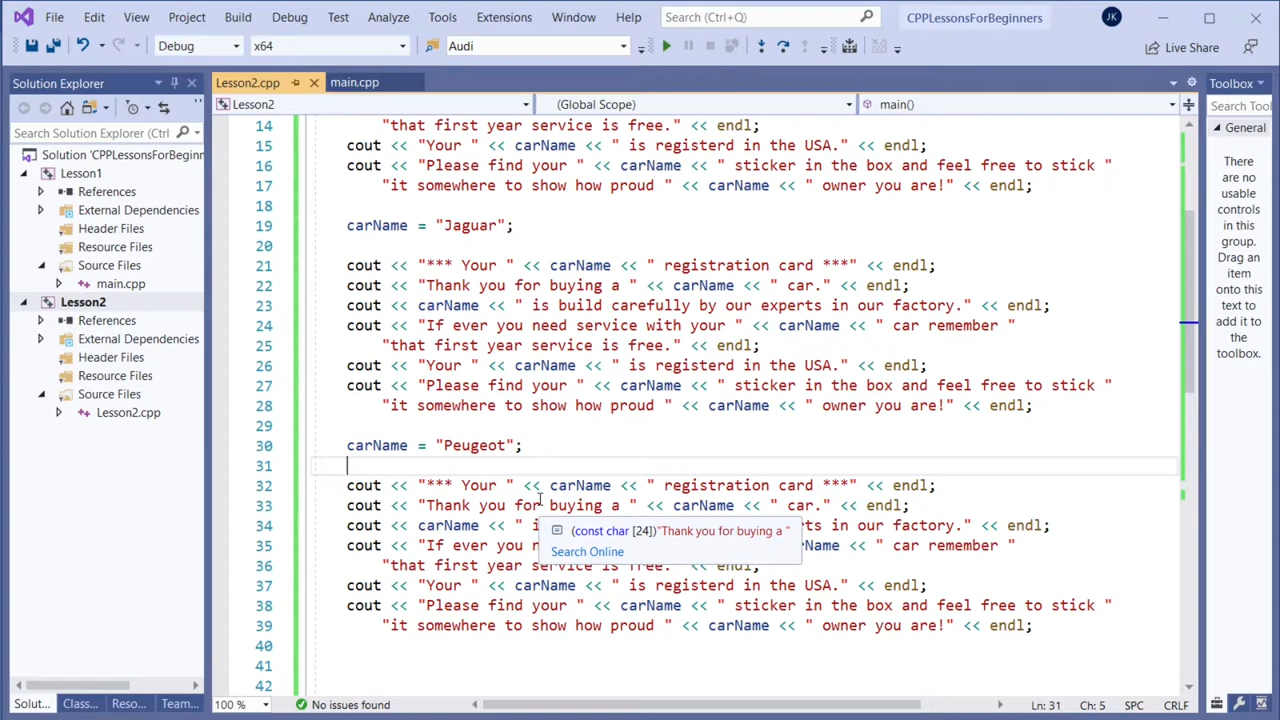 File Edit View Project Build Debug Test Analyze Tools Extensions Window Help Search (Ctrl+Q) CPPLessonsForBeginners JK
Debug x64 Audi Live Share
Solution Explorer Lesson2.cpp main.cpp Toolbox
Lesson2 (Global Scope) main() Search Tool
Search Solution Explorer (Ctrl General
Solution 'CPPLessonsForBeginr
Lesson1
References
External Dependencies
Header Files
Resource Files
Source Files
main.cpp
Lesson2
References
External Dependencies
Header Files
Resource Files
Source Files
Lesson2.cpp
14 "that first year service is free." << endl;
15 cout << "Your " << carName << " is registerd in the USA." << endl;
16 cout << "Please find your " << carName << " sticker in the box and feel free to stick "
17 "it somewhere to show how proud " << carName << " owner you are!" << endl;
18
19 carName = "Jaguar";
20
21 cout << "*** Your " << carName << " registration card ***" << endl;
22 cout << "Thank you for buying a " << carName << " car." << endl;
23 cout << carName << " is build carefully by our experts in our factory." << endl;
24 cout << "If ever you need service with your " << carName << " car remember "
25 "that first year service is free." << endl;
26 cout << "Your " << carName << " is registerd in the USA." << endl;
27 cout << "Please find your " << carName << " sticker in the box and feel free to stick "
28 "it somewhere to show how proud " << carName << " owner you are!" << endl;
29
30 carName = "Peugeot";
31
32 cout << "*** Your " << carName << " registration card ***" << endl;
33 cout << "Thank you for buying a " << carName << " car." << endl;
34 cout << carName << " i ts in our factory." << endl;
35 cout << "If ever you n Name << " car remember "
36 "that first year service is free." << endl;
37 cout << "Your " << carName << " is registerd in the USA." << endl;
38 cout << "Please find your " << carName << " sticker in the box and feel free to stick "
39 "it somewhere to show how proud " << carName << " owner you are!" << endl;
40
41
42
(const char [24])"Thank you for buying a "
Search Online
There
are no
usable
controls
in this
group.
Drag an
item
onto this
text to
add it to
the
toolbox.
Solut... Class... Reso... Team... 100 % No issues found Ln: 31 Ch: 5 SPC CRLF